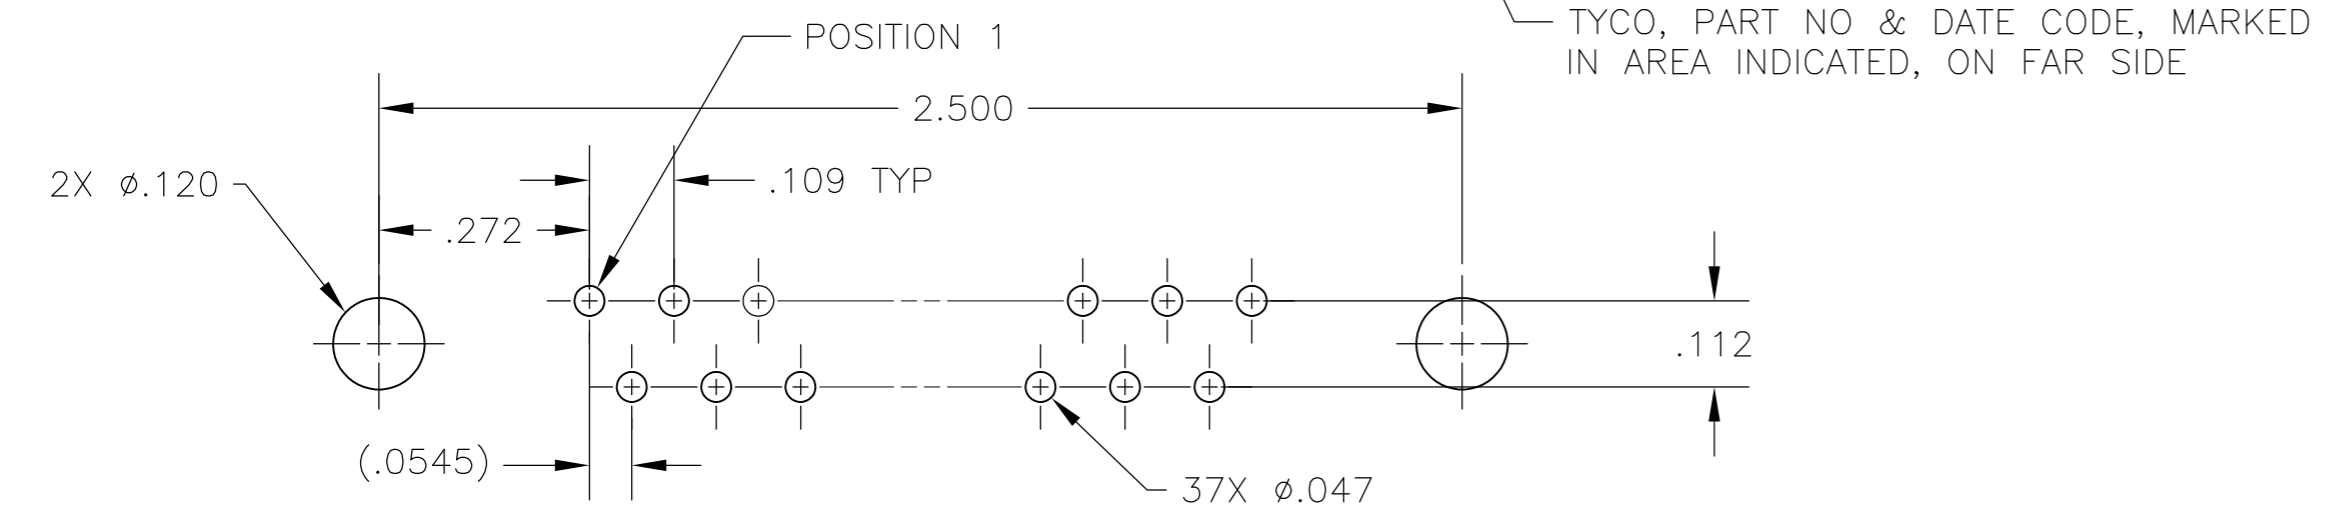 POSITION 1
TYCO, PART NO & DATE CODE, MARKED
IN AREA INDICATED, ON FAR SIDE
2.500
2X ø.120
.109 TYP
.272
.112
(.0545)
37X ø.047